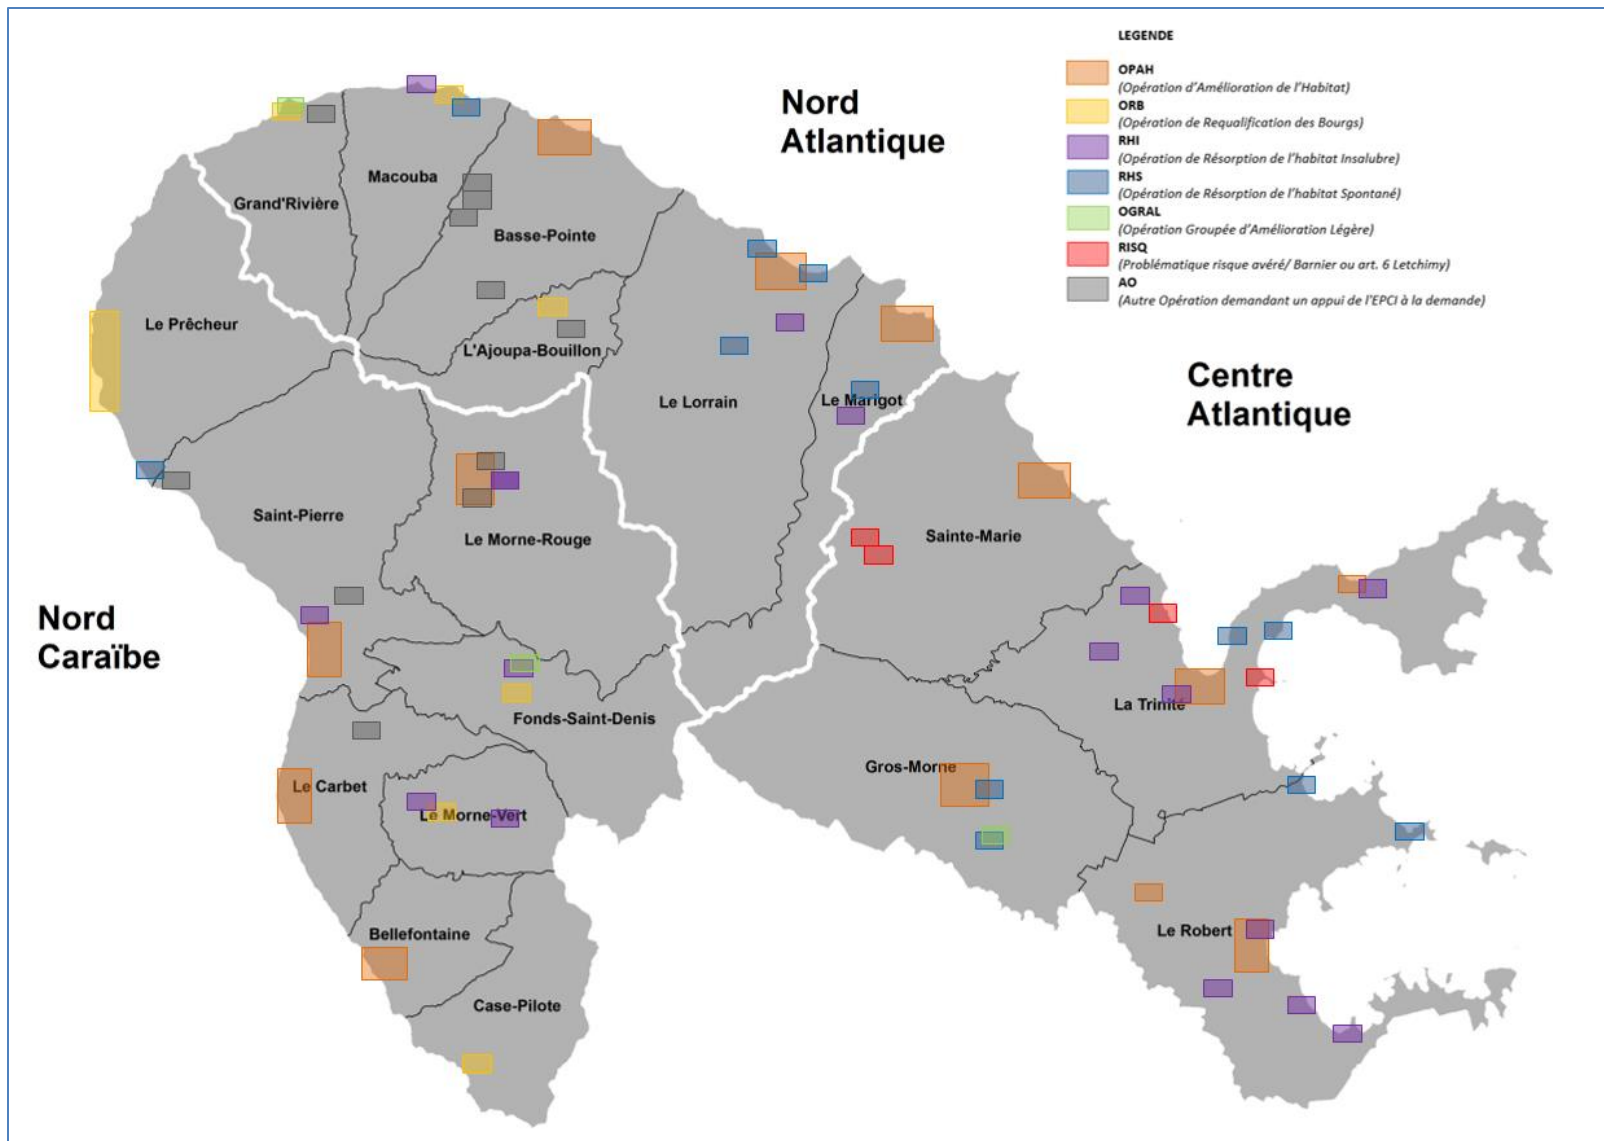 LEGENDE
OPAH
(Opération d'Amélioration de l'Habitat)
ORB
(Opération de Requalification des Bourgs)
RHI
(Opération de Résorption de l'habitat Insalubre)
RHS
(Opération de Résorption de l'habitat Spontané)
OGRAL
(Opération Groupée d'Amélioration Légère)
RISQ
(Problématique risque avéré/ Barnier ou art. 6 Letchimy)
AO
(Autre Opération demandant un appui de l'EPCI à la demande)
Nord
Atlantique
Macouba
Grand'Rivière
Basse-Pointe
Le Prêcheur
L'Ajoupa-Bouillon
Le Lorrain
Le Marigot
Centre
Atlantique
Saint-Pierre
Le Morne-Rouge
Sainte-Marie
Nord
Caraïbe
Fonds-Saint-Denis
La Trinité
Gros-Morne
Le Carbet
Le Morne-Vert
Bellefontaine
Le Robert
Case-Pilote